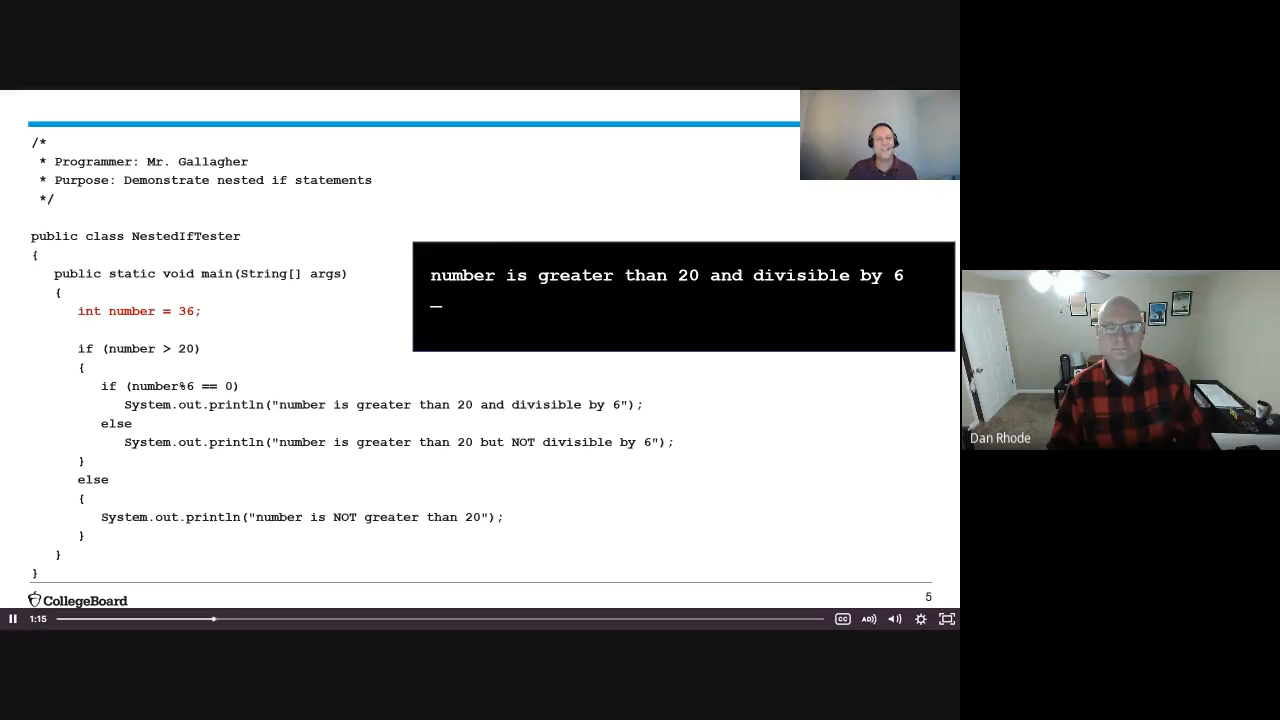 /*
* Programmer: Mr. Gallagher
* Purpose: Demonstrate nested if statements
*/
public class NestedIfTester
{
public static void main(String[] args)
{
int number = 36;
if (number > 20)
{
if (number%6 == 0)
System.out.println("number is greater than 20 and divisible by 6");
else
System.out.println("number is greater than 20 but NOT divisible by 6");
}
else
{
System.out.println("number is NOT greater than 20");
}
}
}
number is greater than 20 and divisible by 6
_
CollegeBoard
5
1:15
CC
AD
Dan Rhode